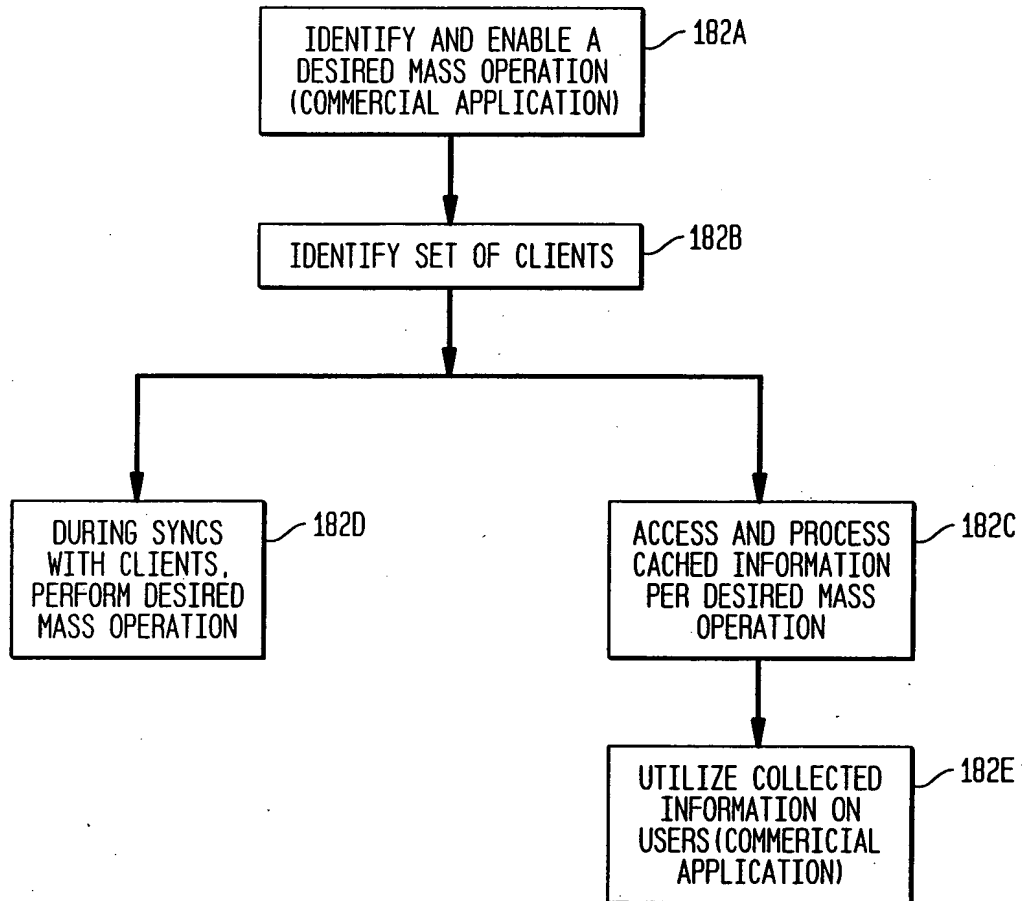 IDENTIFY AND ENABLE A
DESIRED MASS OPERATION
(COMMERCIAL APPLICATION)
182A
IDENTIFY SET OF CLIENTS
182B
DURING SYNCS
WITH CLIENTS,
PERFORM DESIRED
MASS OPERATION
182D
ACCESS AND PROCESS
CACHED INFORMATION
PER DESIRED MASS
OPERATION
182C
UTILIZE COLLECTED
INFORMATION ON
USERS(COMMERICIAL
APPLICATION)
182E